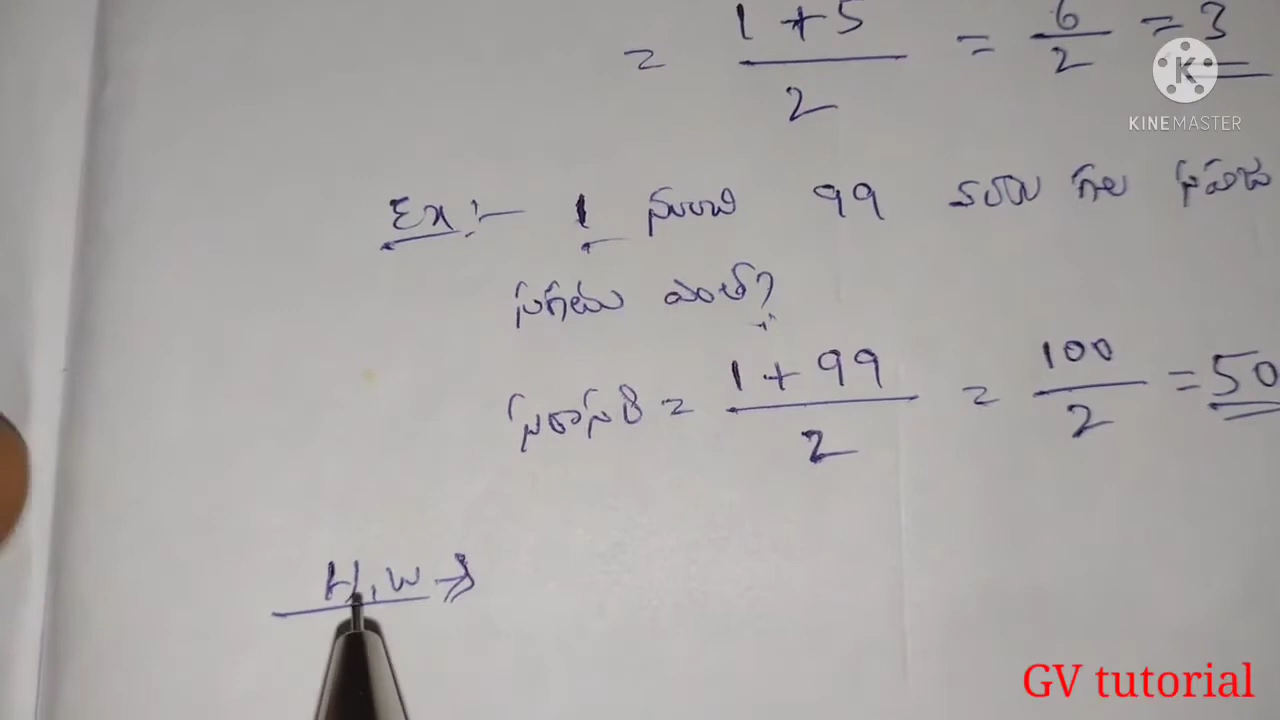 = 1 + 5 / 2 = 6 / 2 = 3
KINEMASTER
Ex :- 1 నుండి 99 వరకు గల సహజ
సగటు ఎంత?
సరాసరి = 1 + 99 / 2 = 100 / 2 = 50
H.W →
GV tutorial